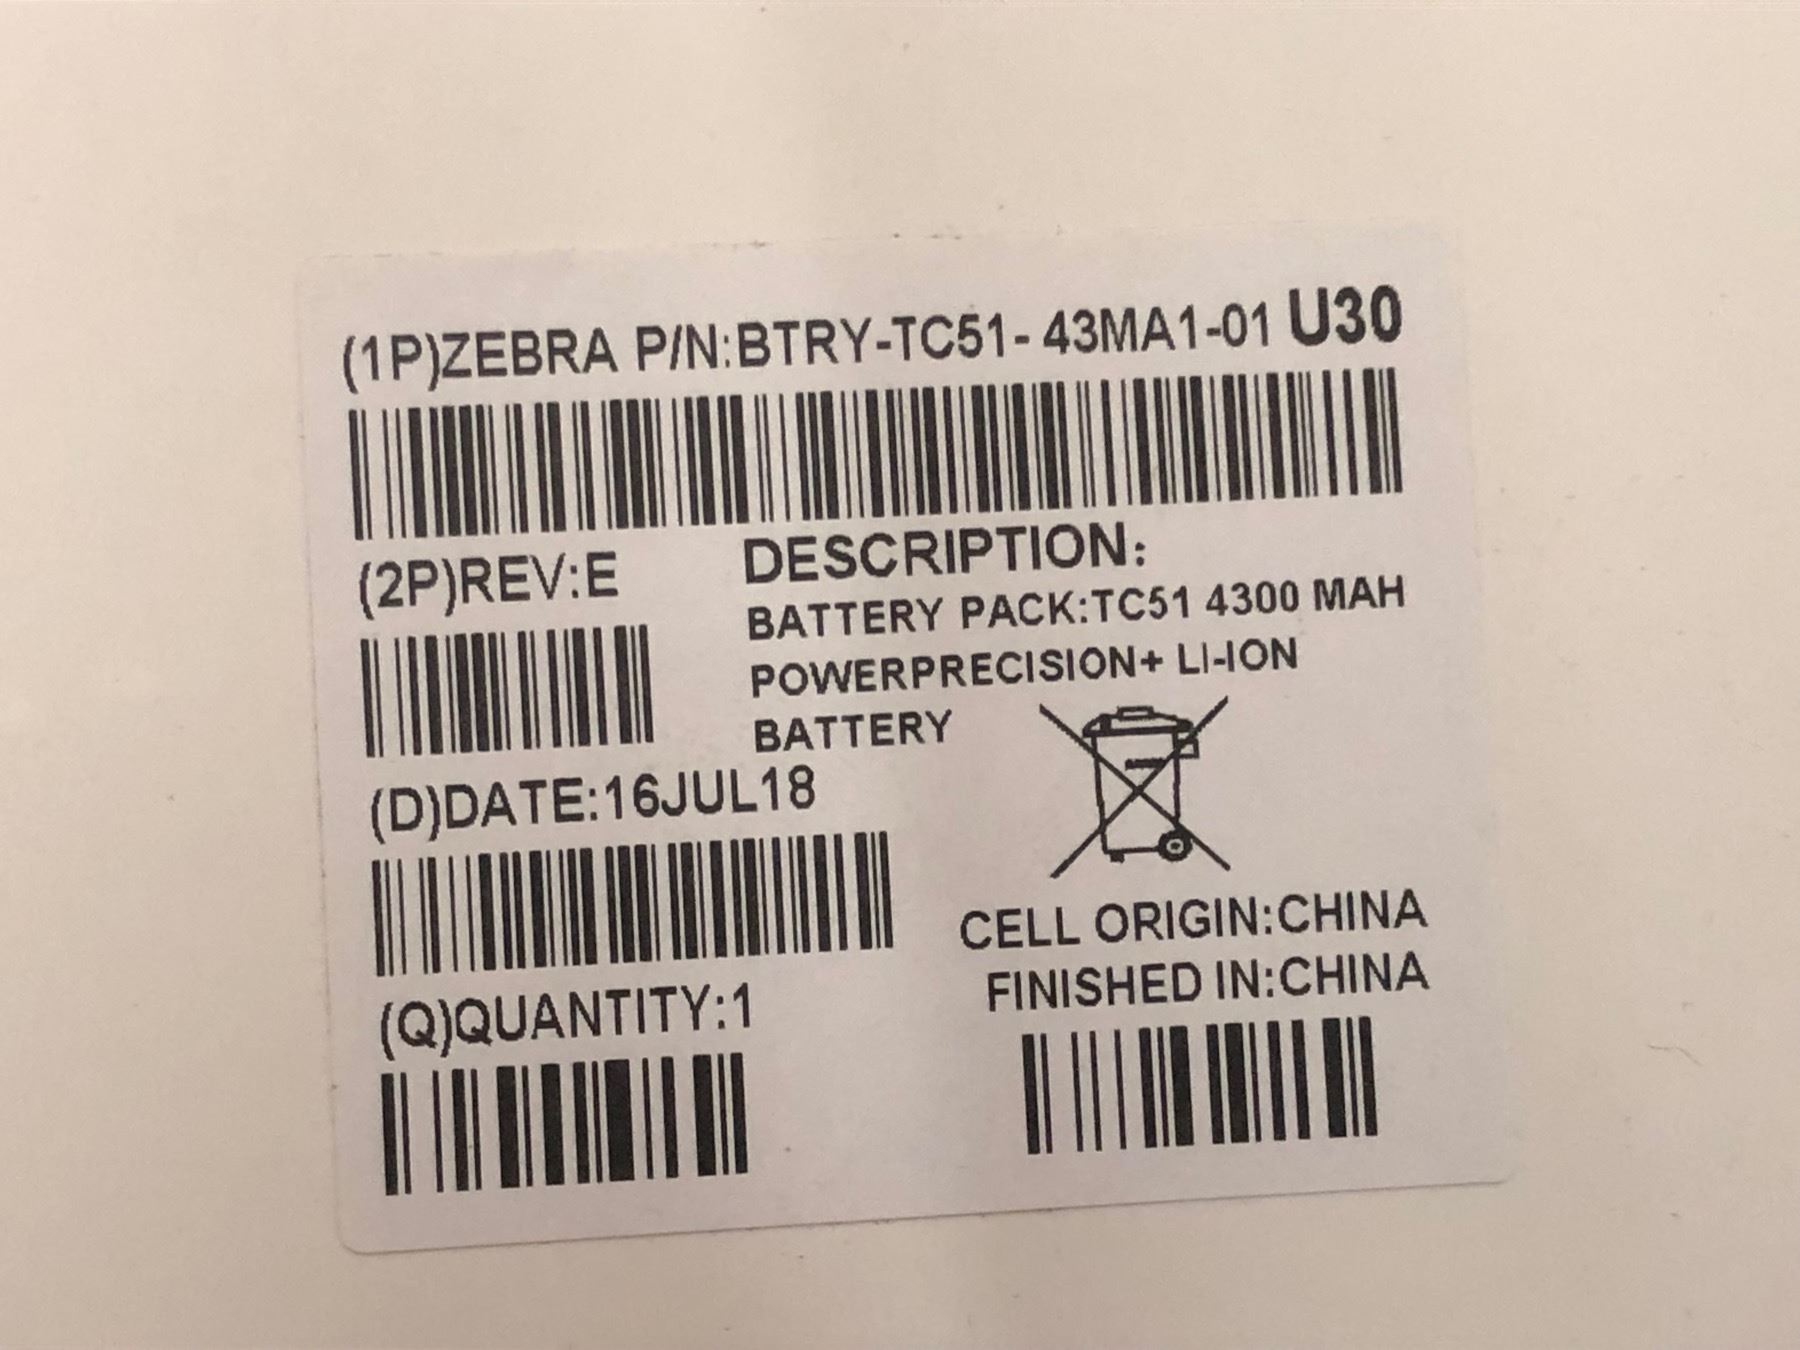 (1P)ZEBRA P/N:BTRY-TC51- 43MA1-01 U30
(2P)REV:E
DESCRIPTION:
BATTERY PACK:TC51 4300 MAH
POWERPRECISION+ LI-ION
BATTERY
(D)DATE:16JUL18
(Q)QUANTITY:1
CELL ORIGIN:CHINA
FINISHED IN:CHINA